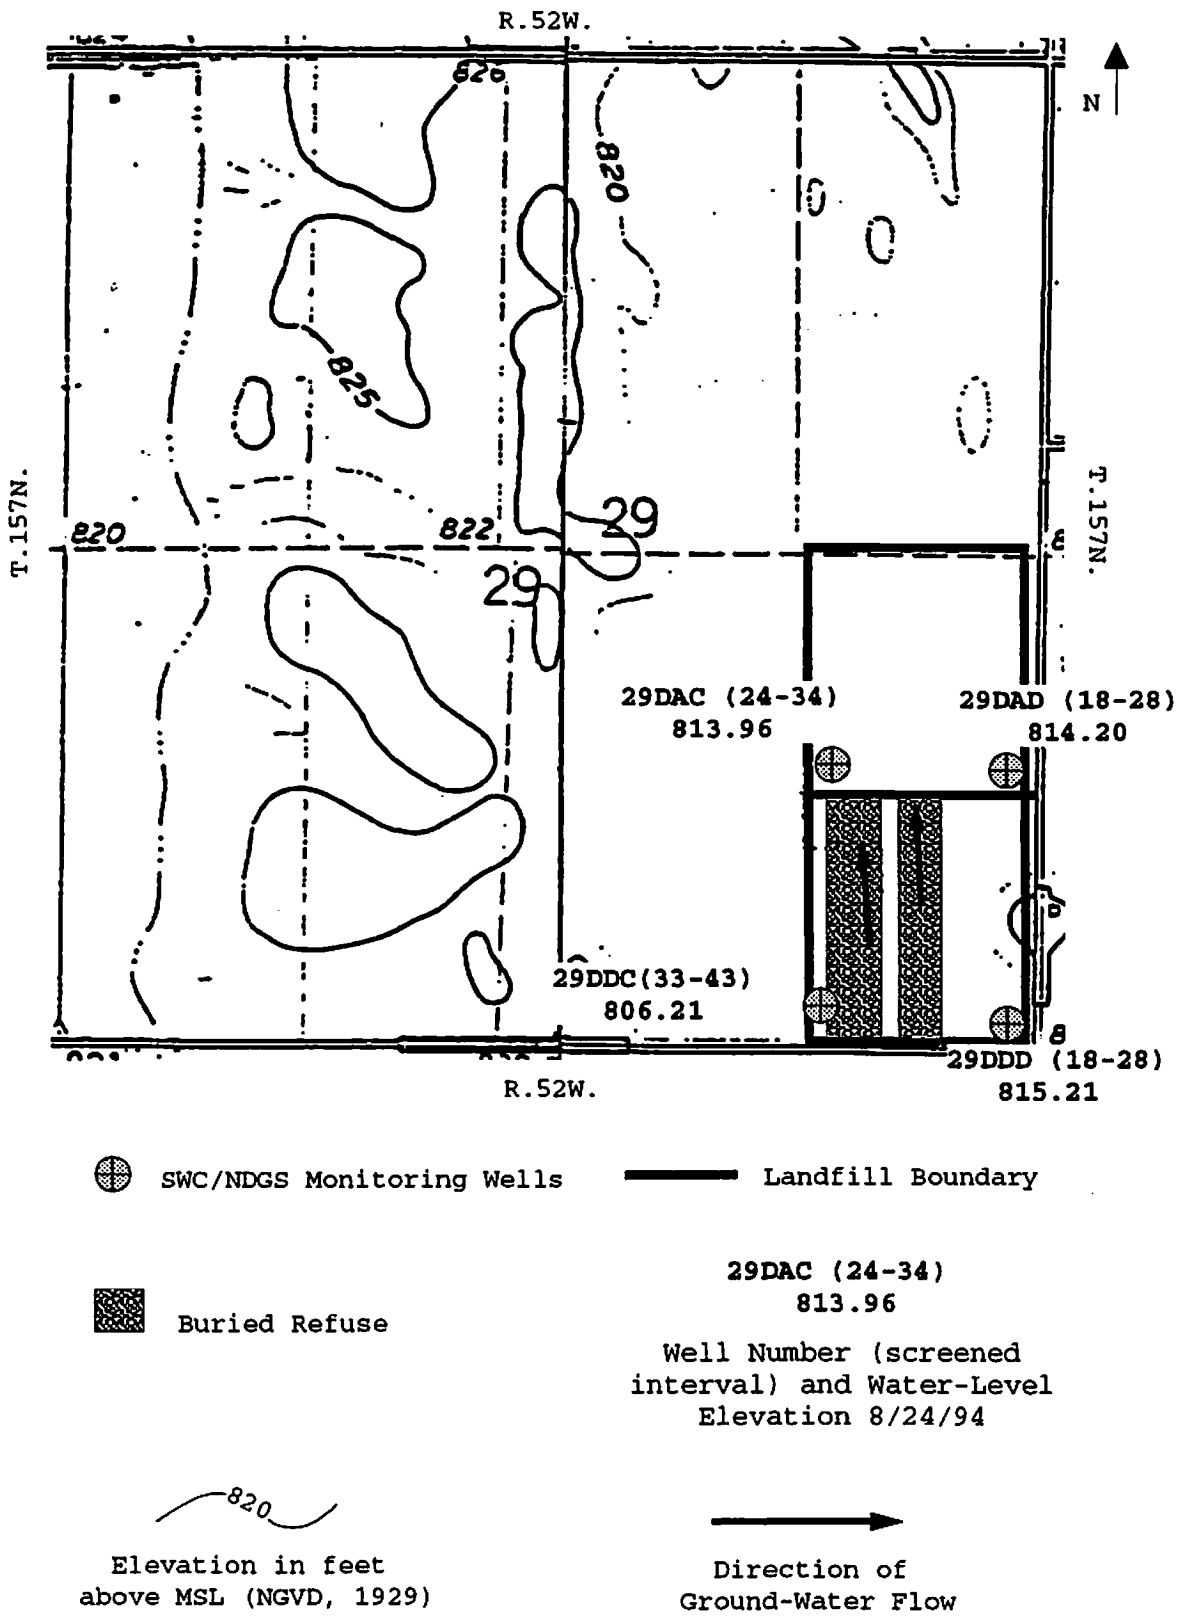 R.52W.
N
820
825
T.157N.
T.157N.
29
820
822
29
29DAC (24-34)
813.96
29DAD (18-28)
814.20
29DDC(33-43)
806.21
29DDD (18-28)
815.21
R.52W.
SWC/NDGS Monitoring Wells
Landfill Boundary
Buried Refuse
29DAC (24-34)
813.96
Well Number (screened
interval) and Water-Level
Elevation 8/24/94
820
Elevation in feet
above MSL (NGVD, 1929)
Direction of
Ground-Water Flow